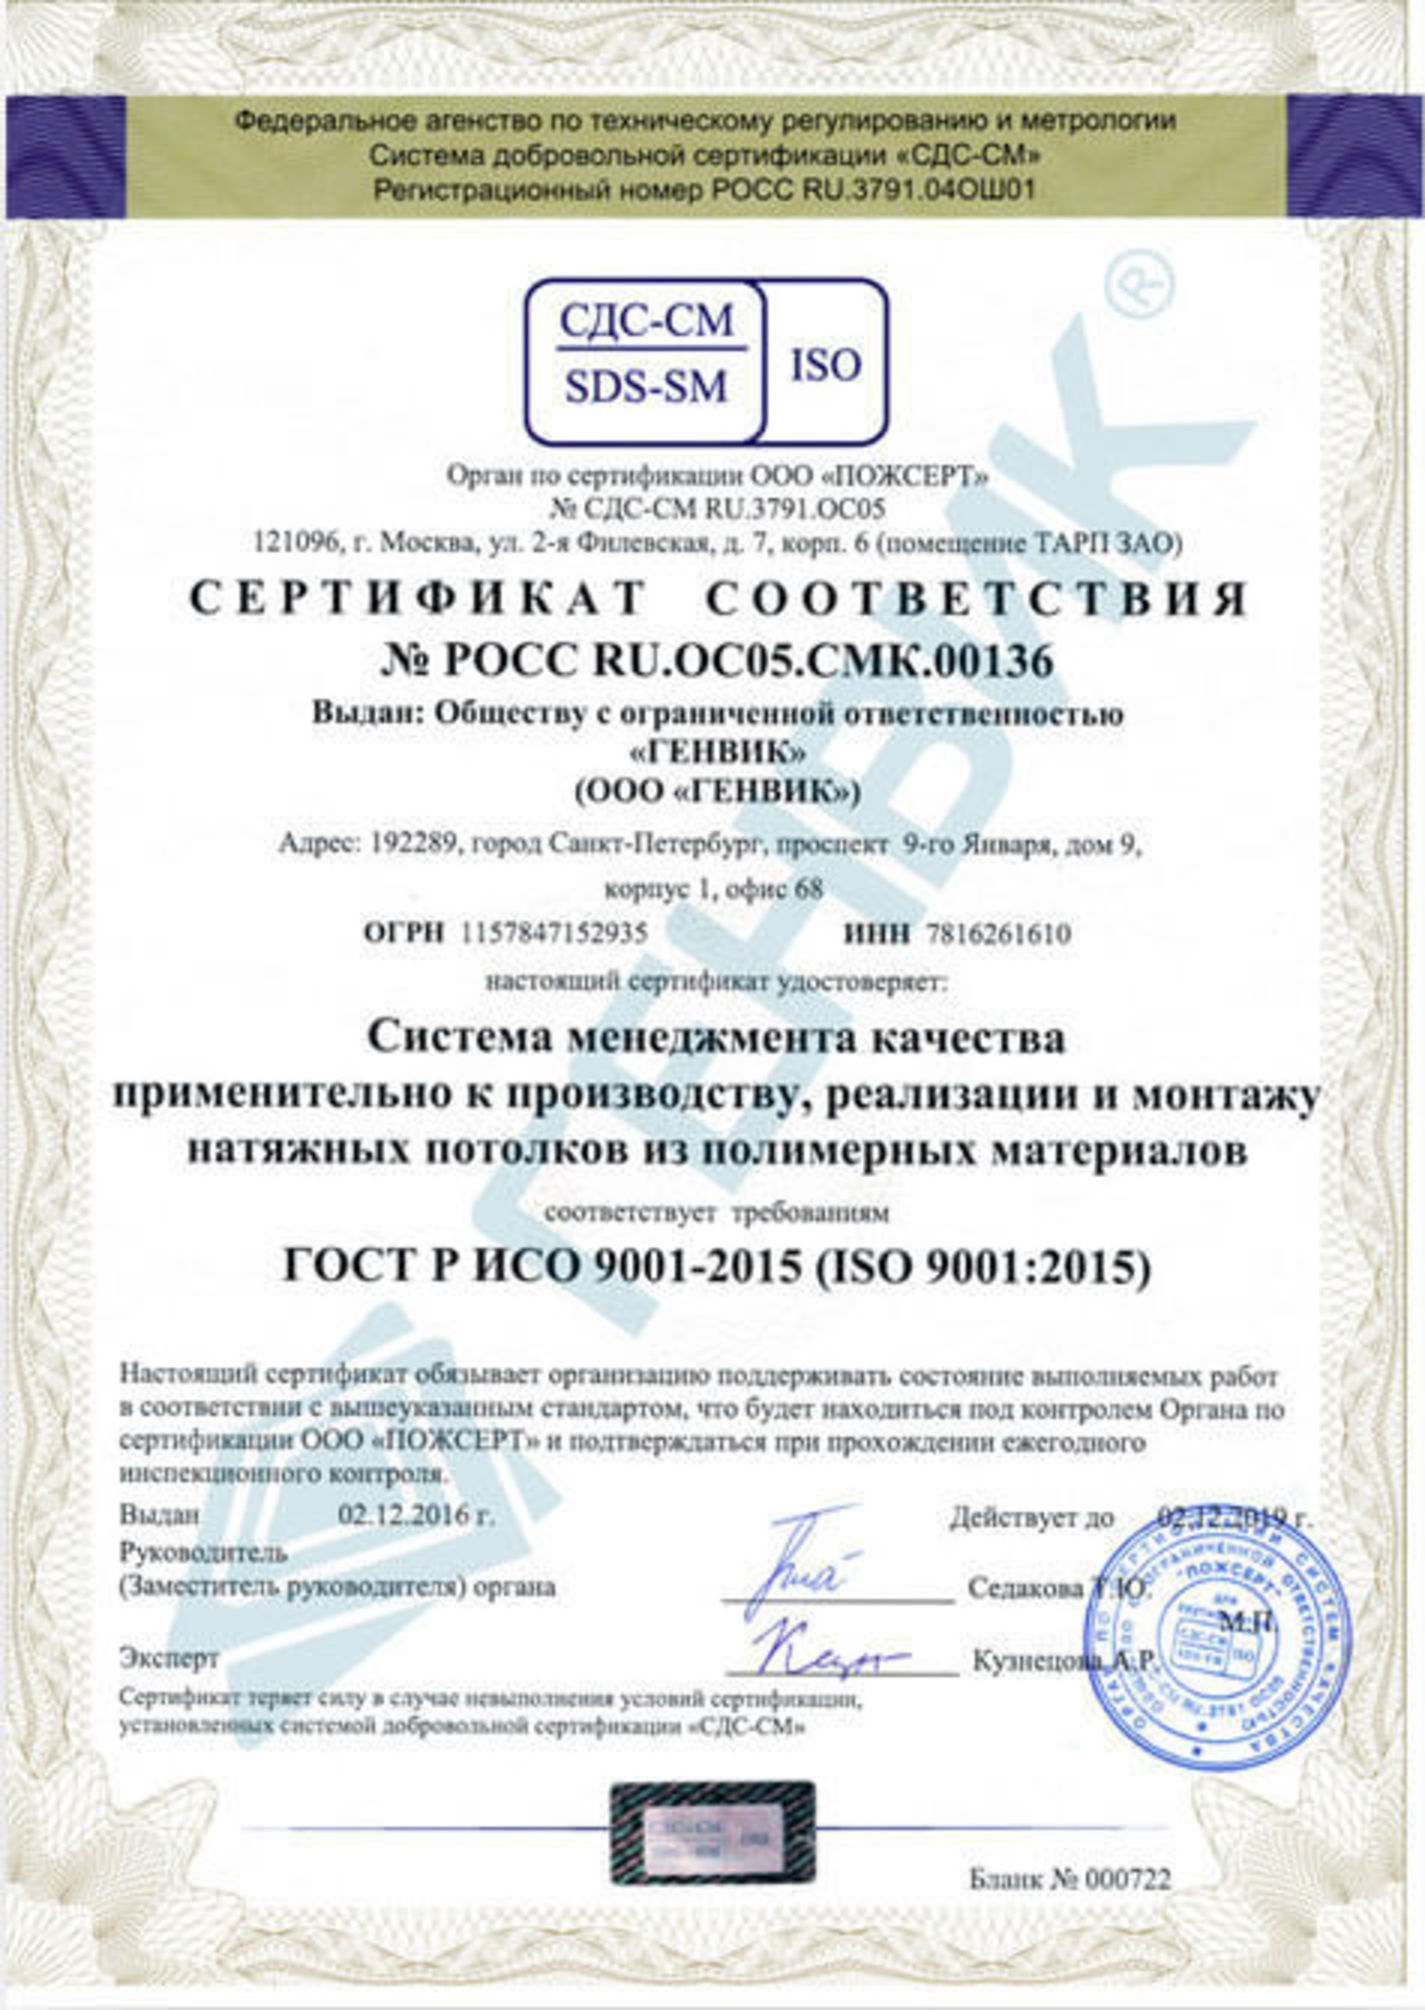 Федеральное агенство по техническому регулированию и метрологии
Система добровольной сертификации «СДС-СМ»
Регистрационный номер РОСС RU.3791.04ОШ01
®
СДС-СМ
SDS-SM
ISO
Орган по сертификации ООО «ПОЖСЕРТ»
№ СДС-СМ RU.3791.ОС05
121096, г. Москва, ул. 2-я Филевская, д. 7, корп. 6 (помещение ТАРП ЗАО)
СЕРТИФИКАТ СООТВЕТСТВИЯ
№ РОСС RU.ОС05.СМК.00136
Выдан: Обществу с ограниченной ответственностью
«ГЕНВИК»
(ООО «ГЕНВИК»)
Адрес: 192289, город Санкт-Петербург, проспект 9-го Января, дом 9,
корпус 1, офис 68
ОГРН 1157847152935 ИНН 7816261610
настоящий сертификат удостоверяет:
Система менеджмента качества
применительно к производству, реализации и монтажу
натяжных потолков из полимерных материалов
соответствует требованиям
ГОСТ Р ИСО 9001-2015 (ISO 9001:2015)
ГЕНВИК
Настоящий сертификат обязывает организацию поддерживать состояние выполняемых работ
в соответствии с вышеуказанным стандартом, что будет находиться под контролем Органа по
сертификации ООО «ПОЖСЕРТ» и подтверждаться при прохождении ежегодного
инспекционного контроля.
Выдан 02.12.2016 г. Действует до 02.12.2019 г.
Руководитель
(Заместитель руководителя) органа Седакова Т.Ю.
М.П.
Эксперт Кузнецова А.Р.
Сертификат теряет силу в случае невыполнения условий сертификации,
установленных системой добровольной сертификации «СДС-СМ»
"ПОЖСЕРТ"
Бланк № 000722